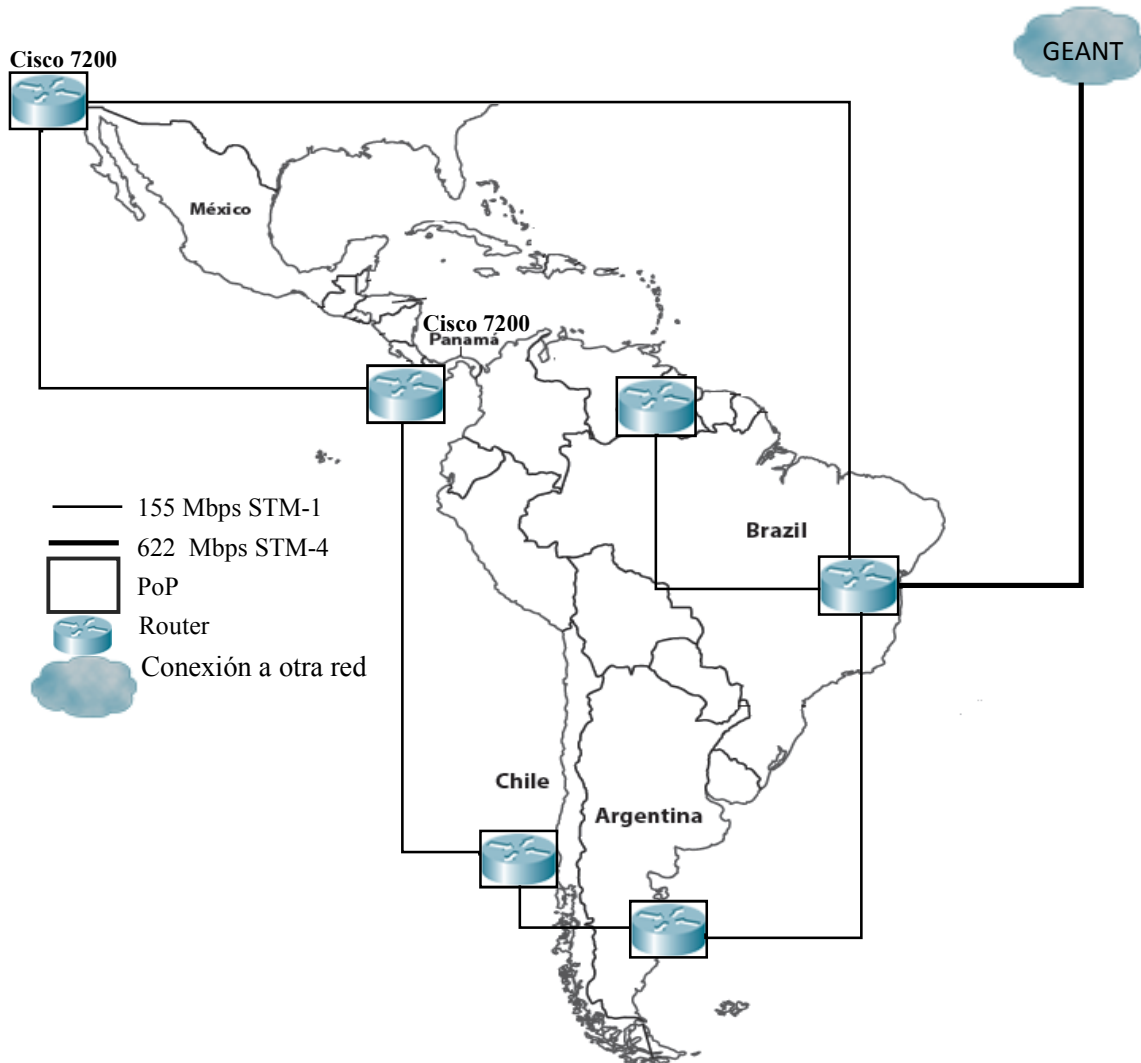 GEANT
Cisco 7200
México
Cisco 7200
Panamá
155 Mbps STM-1
622 Mbps STM-4
PoP
Router
Conexión a otra red
Brazil
Chile
Argentina